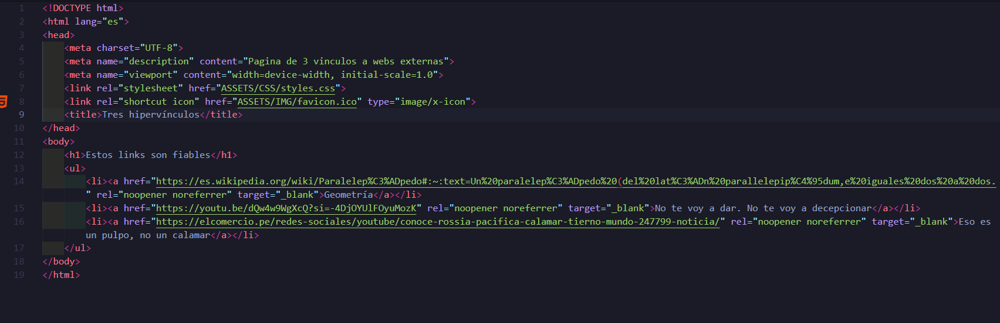 1 <!DOCTYPE html>
2 <html lang="es">
3 <head>
4 <meta charset="UTF-8">
5 <meta name="description" content="Pagina de 3 vinculos a webs externas">
6 <meta name="viewport" content="width=device-width, initial-scale=1.0">
7 <link rel="stylesheet" href="ASSETS/CSS/styles.css">
8 <link rel="shortcut icon" href="ASSETS/IMG/favicon.ico" type="image/x-icon">
9 <title>Tres hipervínculos</title>
10 </head>
11 <body>
12 <h1>Estos links son fiables</h1>
13 <ul>
14 <li><a href="https://es.wikipedia.org/wiki/Paralelep%C3%ADpedo#:~:text=Un%20paralelep%C3%ADpedo%20(del%20lat%C3%ADn%20parallelepip%C4%95dum,e%20iguales%20dos%20a%20dos.
" rel="noopener noreferrer" target="_blank">Geometría</a></li>
15 <li><a href="https://youtu.be/dQw4w9WgXcQ?si=-4DjOYUlFOyuMozK" rel="noopener noreferrer" target="_blank">No te voy a dar. No te voy a decepcionar</a></li>
16 <li><a href="https://elcomercio.pe/redes-sociales/youtube/conoce-rossia-pacifica-calamar-tierno-mundo-247799-noticia/" rel="noopener noreferrer" target="_blank">Eso es
un pulpo, no un calamar</a></li>
17 </ul>
18 </body>
19 </html>